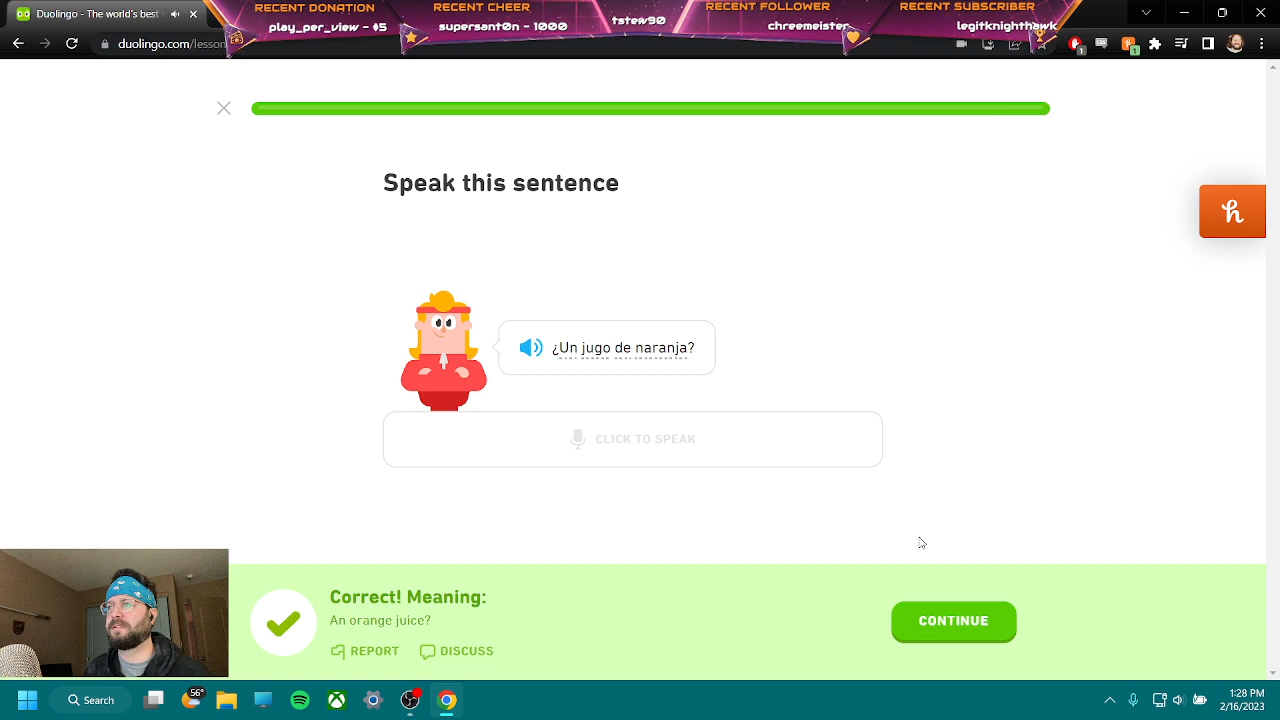 Duolingo - The world's best
RECENT DONATION
play_per_view - $5
RECENT CHEER
supersant0n - 1000
tstew90
RECENT FOLLOWER
chreemeister
RECENT SUBSCRIBER
legitknighthawk
duolingo.com/lesson
1
1
Speak this sentence
¿Un jugo de naranja?
CLICK TO SPEAK
Correct! Meaning:
An orange juice?
REPORT
DISCUSS
CONTINUE
56°
Search
1:28 PM
2/16/2023